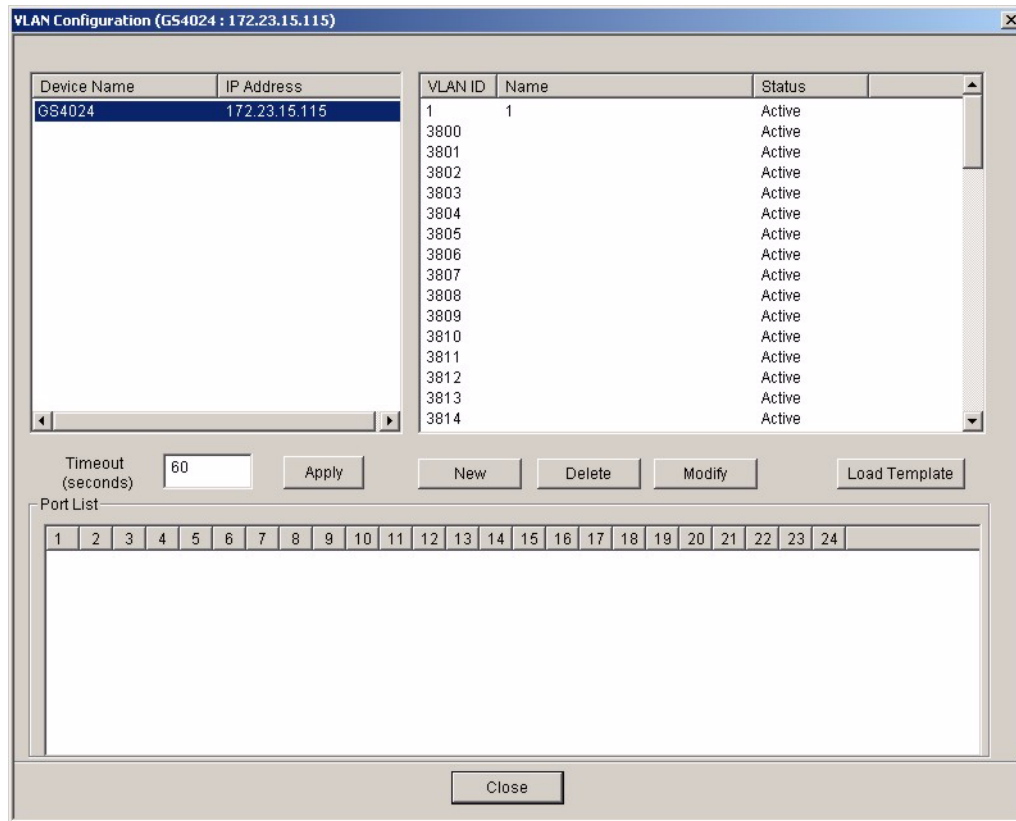 VLAN Configuration (GS4024 : 172.23.15.115)
Device Name IP Address
GS4024 172.23.15.115
VLAN ID Name Status
1 1 Active
3800 Active
3801 Active
3802 Active
3803 Active
3804 Active
3805 Active
3806 Active
3807 Active
3808 Active
3809 Active
3810 Active
3811 Active
3812 Active
3813 Active
3814 Active
Timeout
(seconds)
60
Apply
New
Delete
Modify
Load Template
Port List
1 2 3 4 5 6 7 8 9 10 11 12 13 14 15 16 17 18 19 20 21 22 23 24
Close